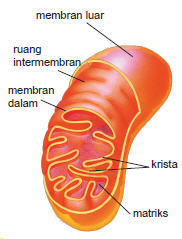 membran luar
ruang
intermembran
membran
dalam
krista
matriks